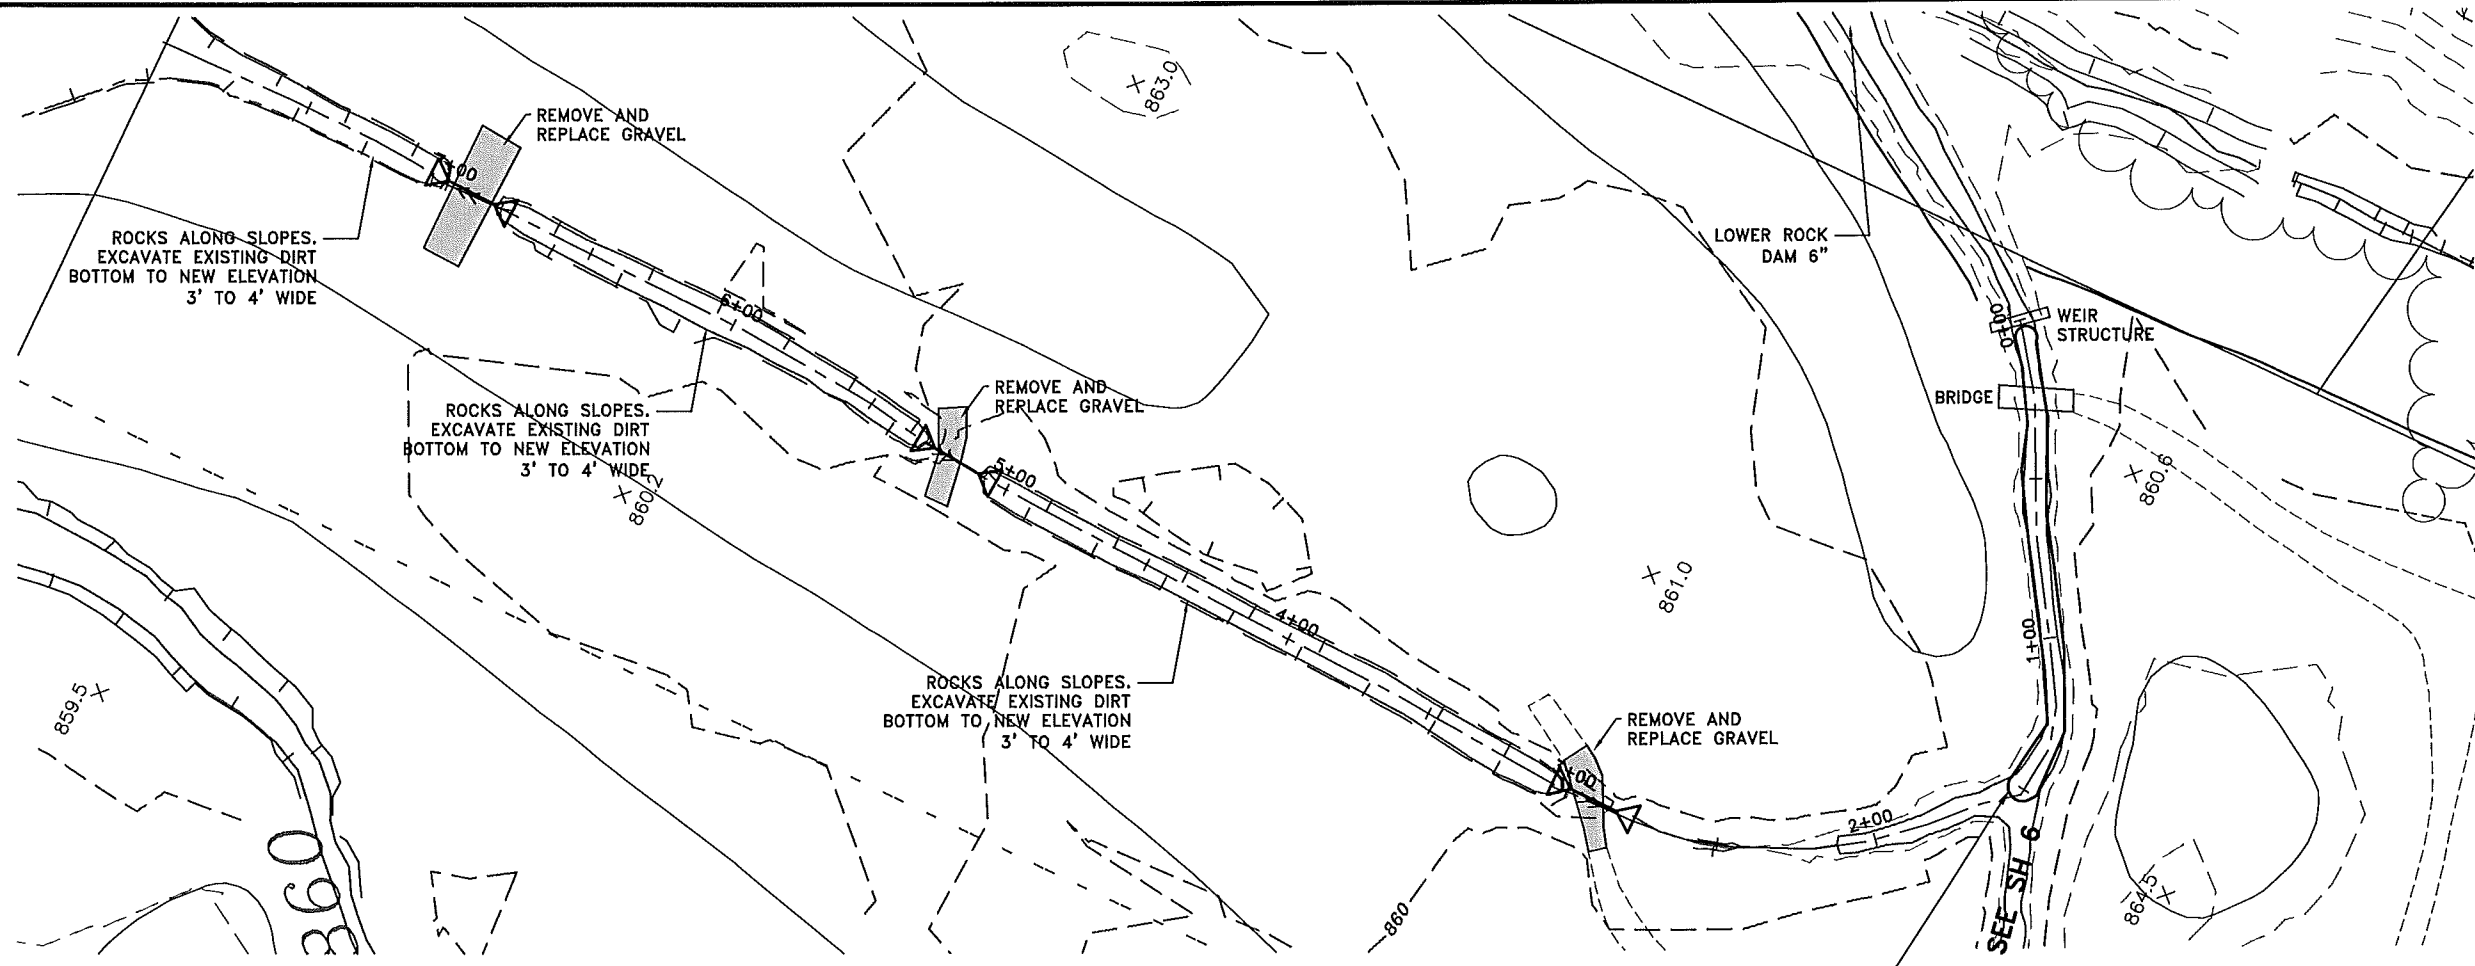 863.0
REMOVE AND
REPLACE GRAVEL
ROCKS ALONG SLOPES.
EXCAVATE EXISTING DIRT
BOTTOM TO NEW ELEVATION
3' TO 4' WIDE
LOWER ROCK
DAM 6"
6+00
0+00
WEIR
STRUCTURE
REMOVE AND
REPLACE GRAVEL
BRIDGE
ROCKS ALONG SLOPES.
EXCAVATE EXISTING DIRT
BOTTOM TO NEW ELEVATION
3' TO 4' WIDE
860.2
5+00
860.6
861.0
4+00
1+00
ROCKS ALONG SLOPES.
EXCAVATE EXISTING DIRT
BOTTOM TO NEW ELEVATION
3' TO 4' WIDE
859.5
REMOVE AND
REPLACE GRAVEL
2+00
860
860
SEE SH 6
864.5